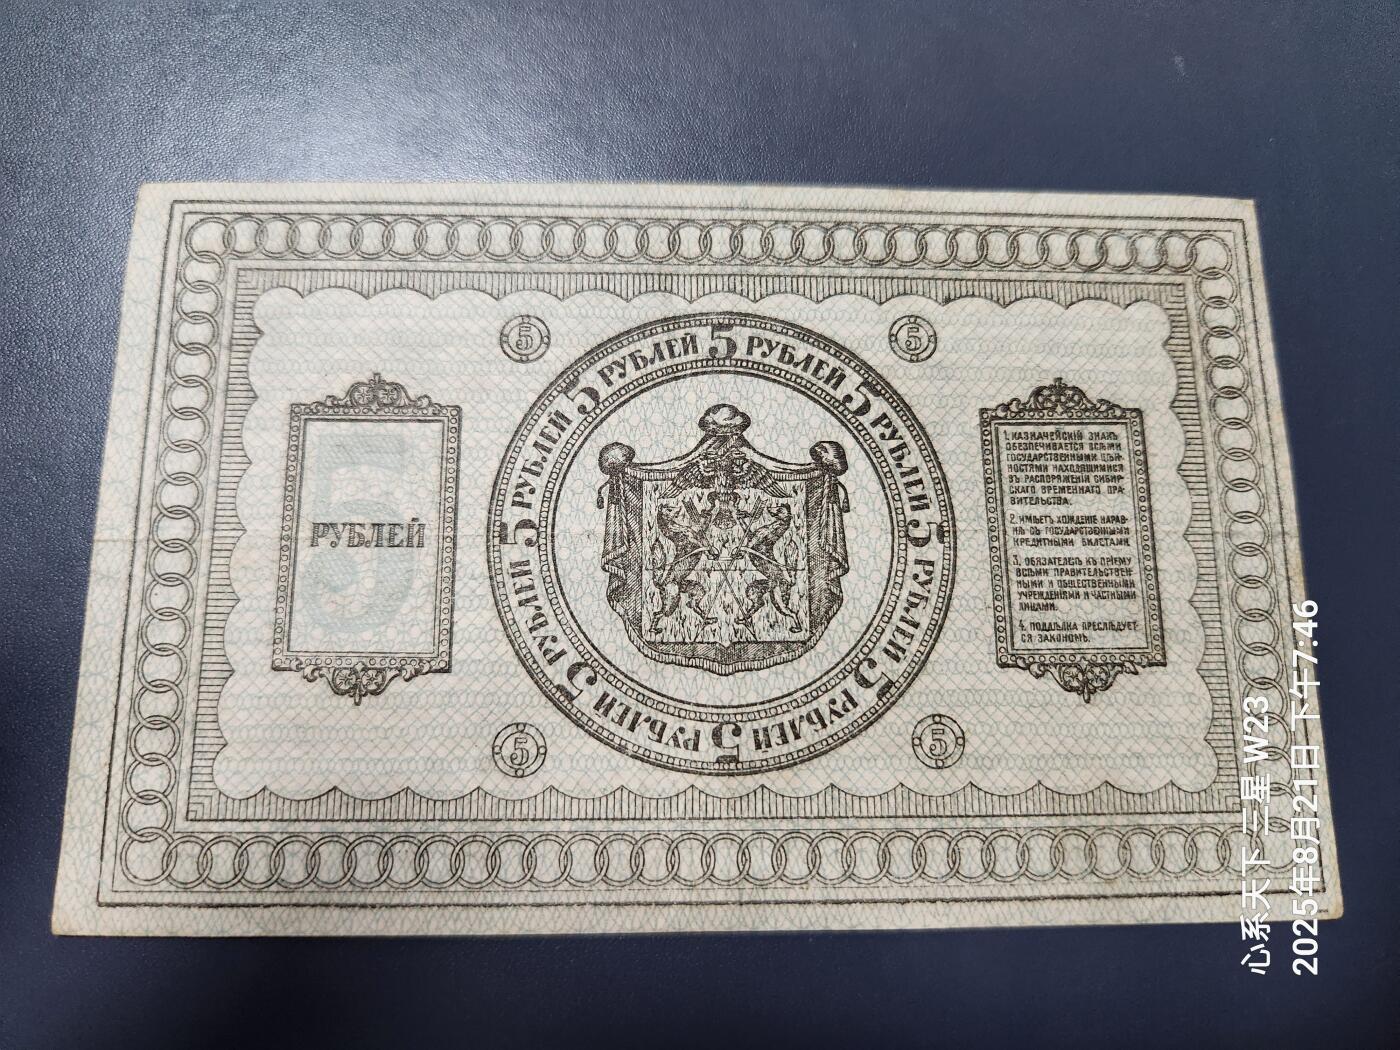 5 РУБЛЕЙ 5 РУБЛЕЙ 5 РУБЛЕЙ 5 РУБЛЕЙ 5 РУБЛЕЙ 5 РУБЛЕЙ 5 РУБЛЕЙ 5 РУБЛЕЙ
5
5
РУБЛЕЙ
1. КАЗНАЧЕЙСКІЙ ЗНАКЪ
ОБЕЗПЕЧИВАЕТСЯ ВСѢМИ
ГОСУДАРСТВЕННЫМИ ЦѢН-
НОСТЯМИ НАХОДЯЩИМИСЯ
ВЪ РАСПОРЯЖЕНІИ СИБИР-
СКАГО ВРЕМЕННАГО ПРА-
ВИТЕЛЬСТВА.
2. ИМѢЕТЪ ХОЖДЕНІЕ НАРАВ-
НѢ СЪ ГОСУДАРСТВЕННЫМИ
КРЕДИТНЫМИ БИЛЕТАМИ
3. ОБЯЗАТЕЛЕНЪ КЪ ПРІЕМУ
ВСѢМИ ПРАВИТЕЛЬСТВЕН-
НЫМИ И ОБЩЕСТВЕННЫМИ
УЧРЕЖДЕНІЯМИ И ЧАСТНЫМИ
ЛИЦАМИ.
4. ПОДДѢЛКА ПРЕСЛѢДУЕТ-
СЯ ЗАКОНОМЪ.
5
5
心系天下 三星 W23
2025年8月21日 下午7:46